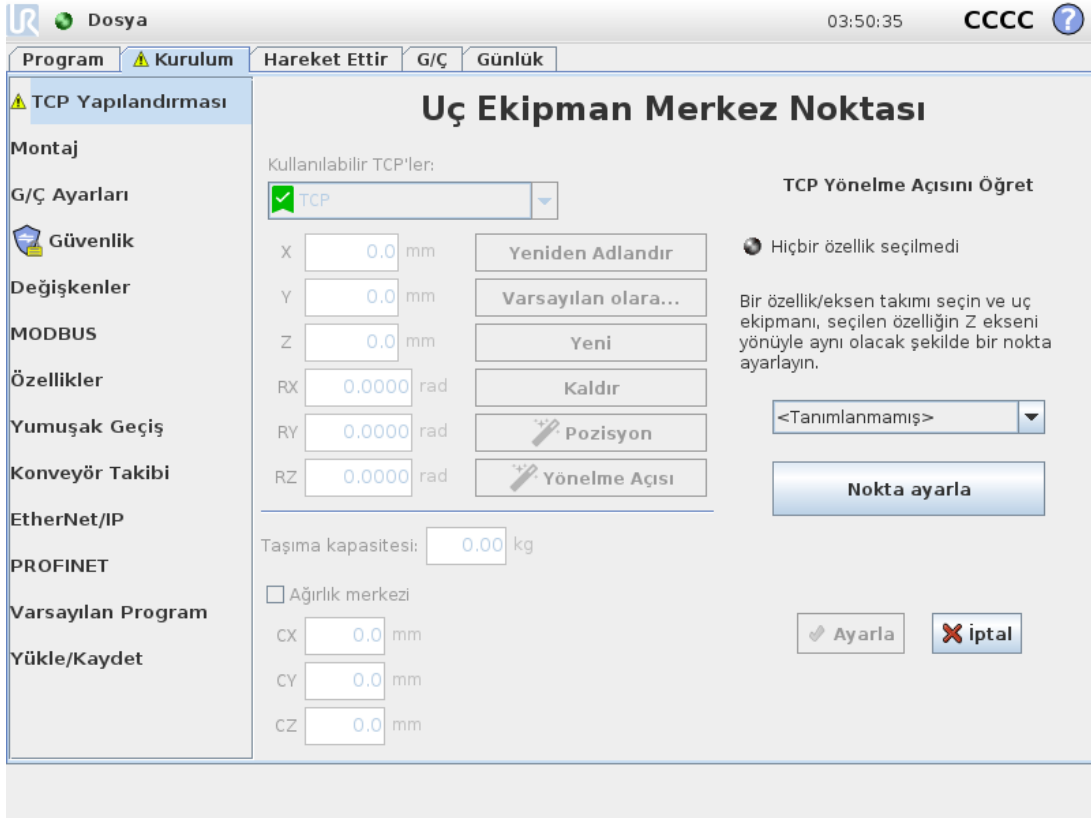 UR Dosya 03:50:35 CCCC ?
Program Kurulum Hareket Ettir G/Ç Günlük
TCP Yapılandırması
Montaj
G/Ç Ayarları
Güvenlik
Değişkenler
MODBUS
Özellikler
Yumuşak Geçiş
Konveyör Takibi
EtherNet/IP
PROFINET
Varsayılan Program
Yükle/Kaydet
Uç Ekipman Merkez Noktası
Kullanılabilir TCP'ler:
TCP
X 0.0 mm Yeniden Adlandır
Y 0.0 mm Varsayılan olara...
Z 0.0 mm Yeni
RX 0.0000 rad Kaldır
RY 0.0000 rad Pozisyon
RZ 0.0000 rad Yönelme Açısı
Taşıma kapasitesi: 0.00 kg
Ağırlık merkezi
CX 0.0 mm
CY 0.0 mm
CZ 0.0 mm
TCP Yönelme Açısını Öğret
Hiçbir özellik seçilmedi
Bir özellik/eksen takımı seçin ve uç
ekipmanı, seçilen özelliğin Z ekseni
yönüyle aynı olacak şekilde bir nokta
ayarlayın.
<Tanımlanmamış>
Nokta ayarla
Ayarla İptal